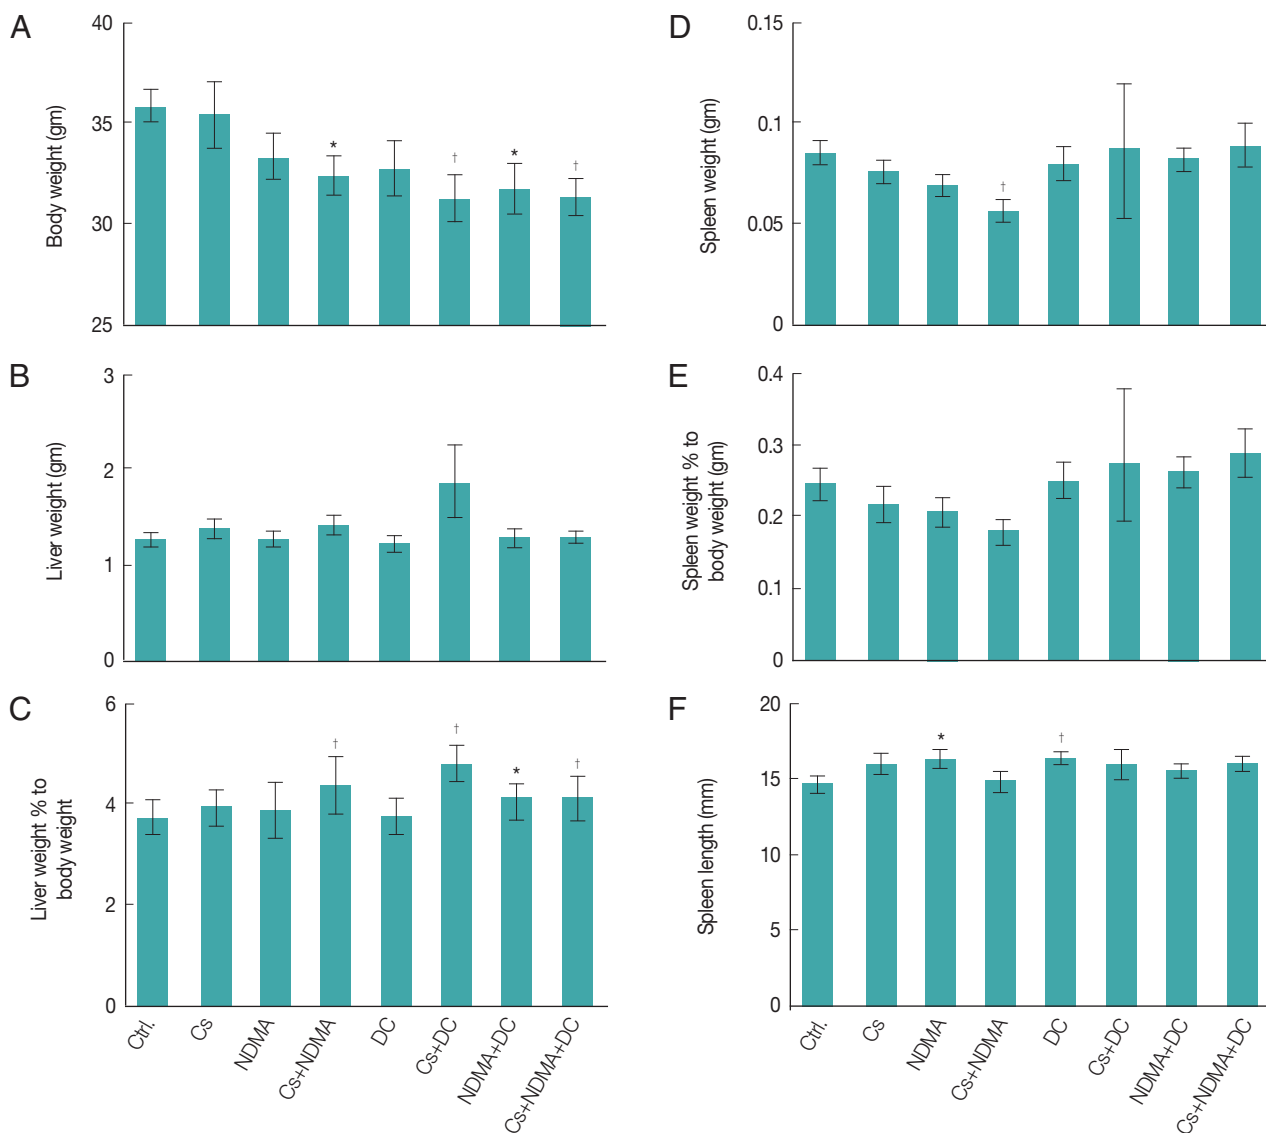 A
40
35
30
25
Body weight (gm)
*
†
*
†
B
3
2
1
0
Liver weight (gm)
C
6
4
2
0
Liver weight % to
body weight
†
†
*
†
Ctrl.
Cs
NDMA
Cs+NDMA
DC
Cs+DC
NDMA+DC
Cs+NDMA+DC
D
0.15
0.1
0.05
0
Spleen weight (gm)
†
E
0.4
0.3
0.2
0.1
0
Spleen weight % to
body weight (gm)
F
20
15
10
5
0
Spleen length (mm)
*
†
Ctrl.
Cs
NDMA
Cs+NDMA
DC
Cs+DC
NDMA+DC
Cs+NDMA+DC